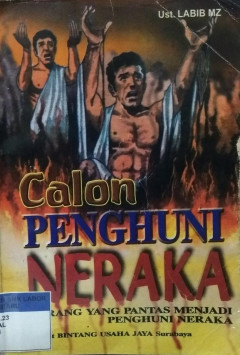 Ust. LABIB MZ
Calon
PENGHUNI
NERAKA
RANG YANG PANTAS MENJADI
PENGHUNI NERAKA
BINTANG USAHA JAYA Surabaya